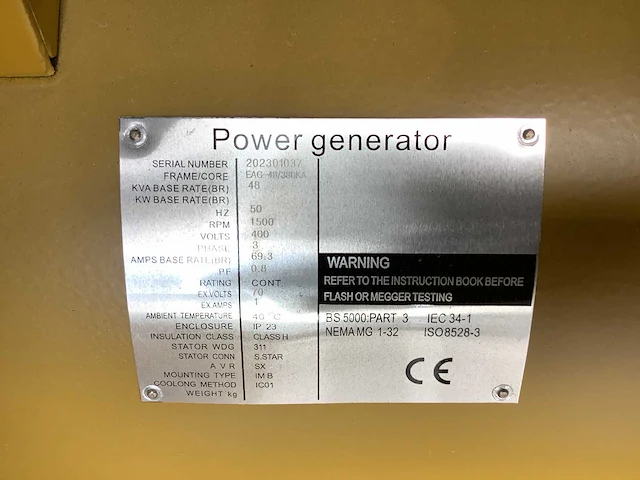 Power generator
SERIAL NUMBER 202301037
FRAME/CORE
KVA BASE RATE(BR) 48
KW BASE RATE(BR)
HZ 50
RPM 1500
VOLTS 400
PHASE 3
AMPS BASE RATE(BR) 69.3
PF 0.8
RATING CONT
EX.VOLTS 70
EX AMPS 1
AMBIENT TEMPERATURE 40 °C
ENCLOSURE IP 23
INSULATION CLASS CLASS H
STATOR WDG 311
STATOR CONN S.STAR
A V R SX
MOUNTING TYPE IM B
COOLONG METHOD IC01
WEIGHT kg
WARNING
REFER TO THE INSTRUCTION BOOK BEFORE
FLASH OR MEGGER TESTING
BS 5000:PART 3 IEC 34-1
NEMA MG 1-32 ISO8528-3
CE